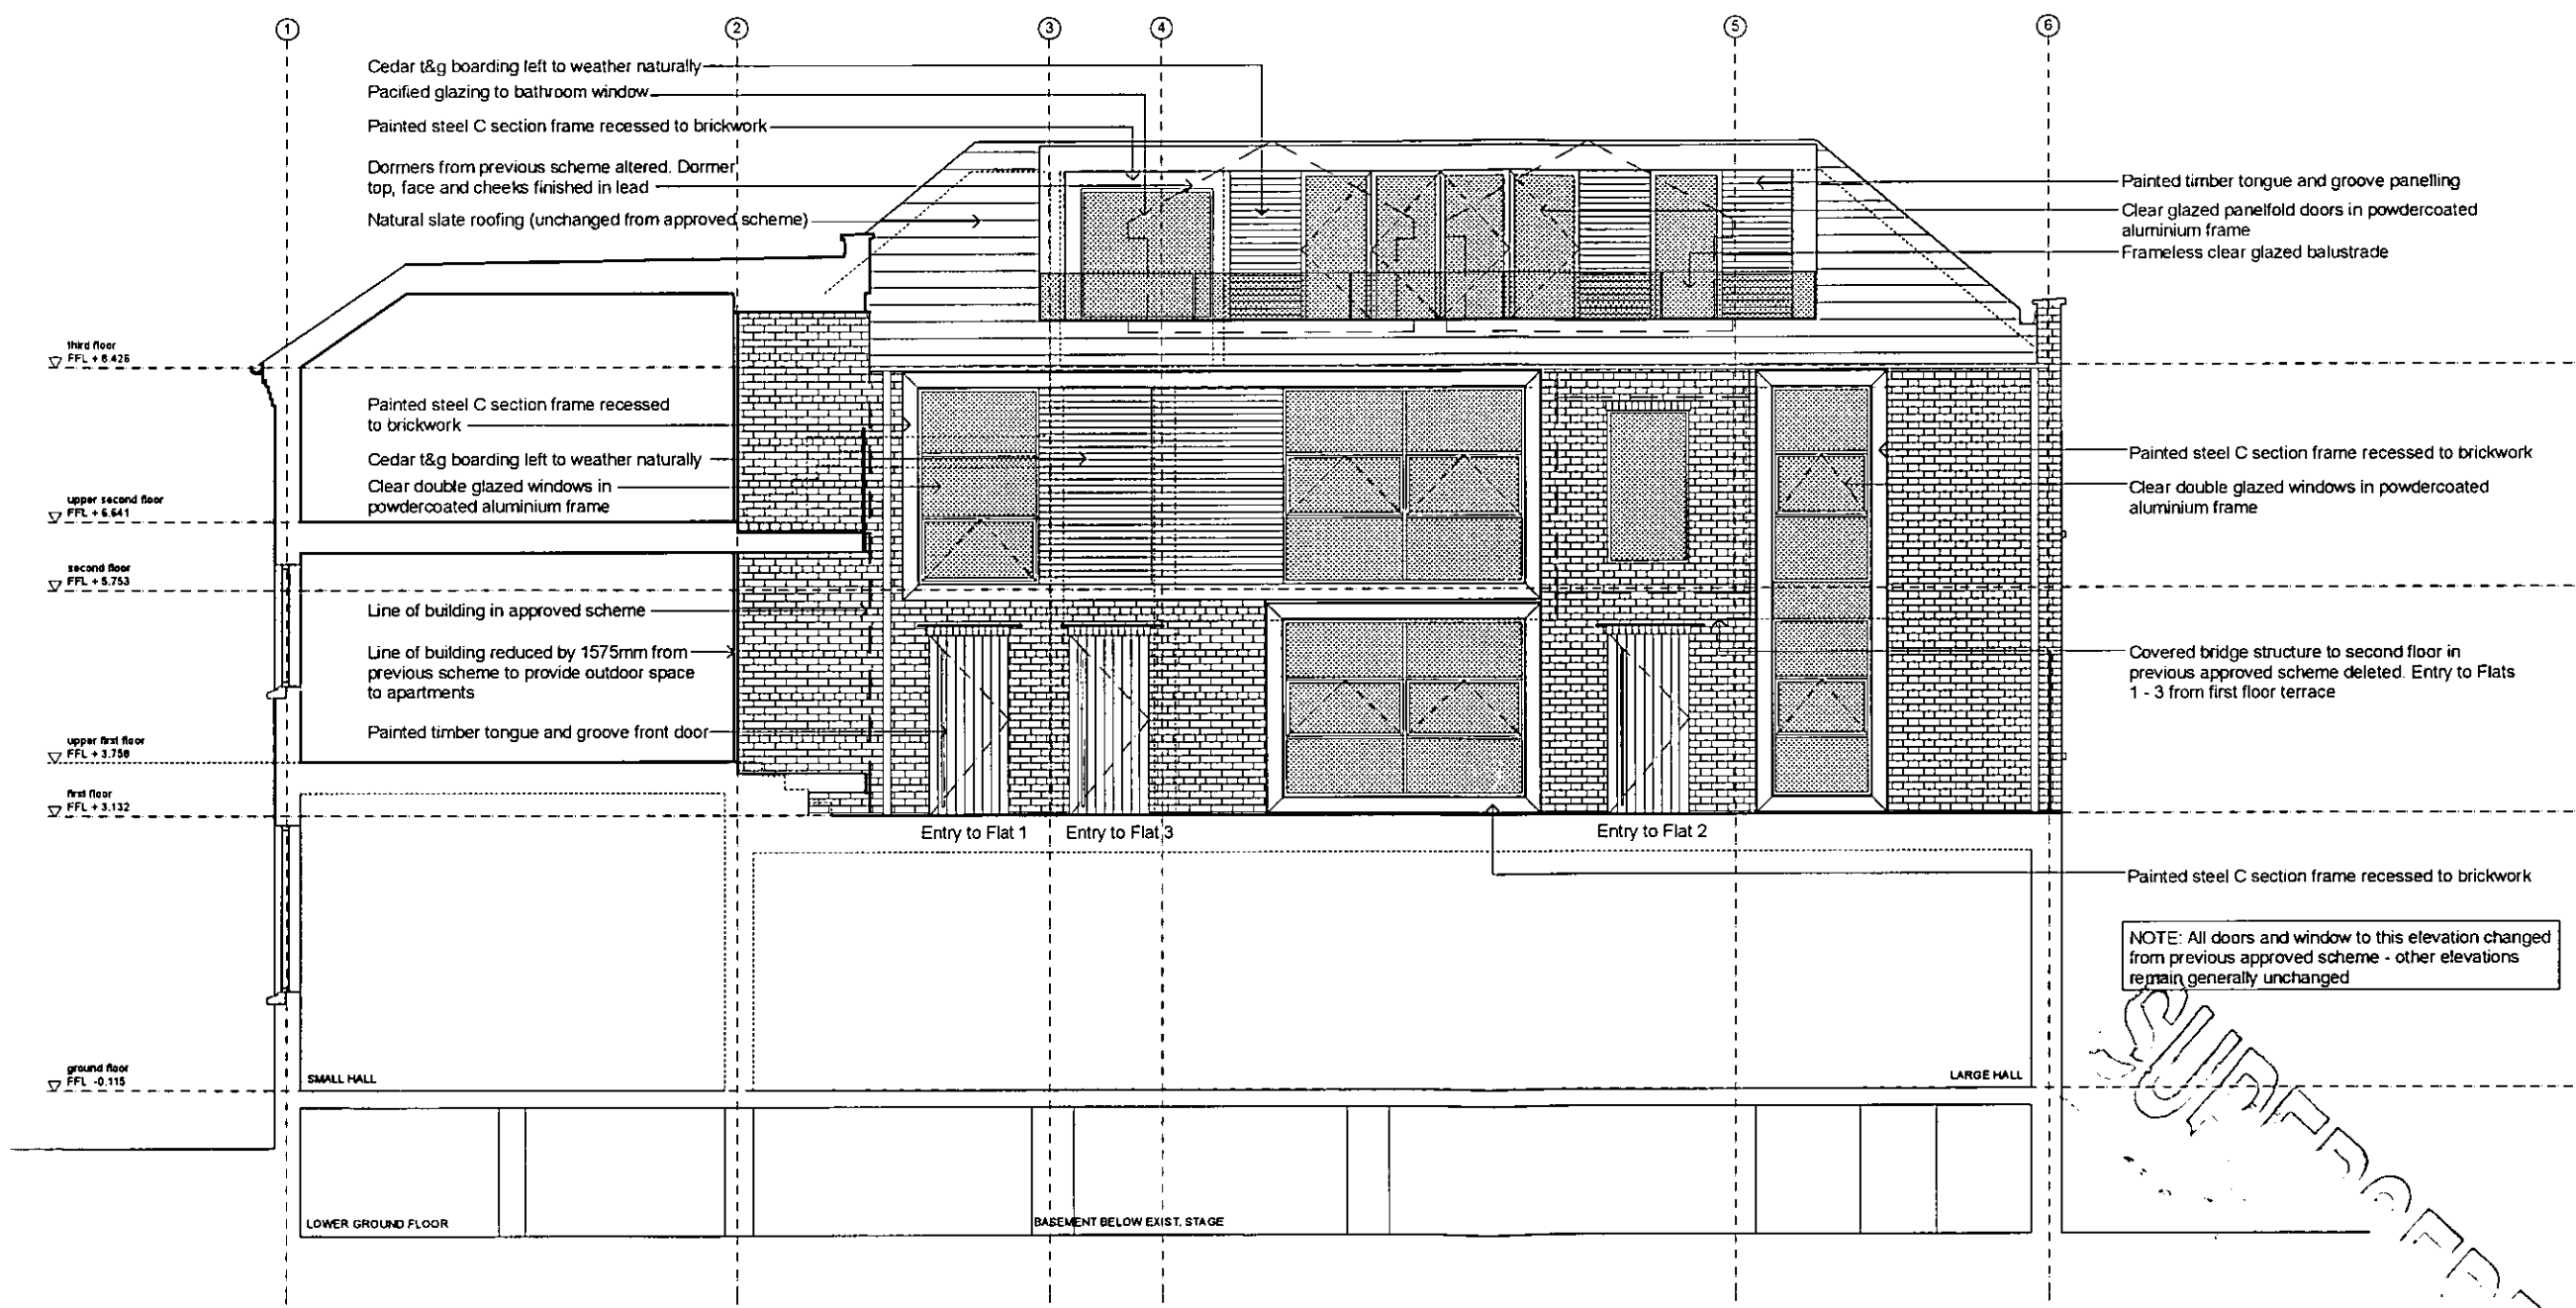 1
2
3
4
5
6
Cedar t&g boarding left to weather naturally
Pacified glazing to bathroom window
Painted steel C section frame recessed to brickwork
Dormers from previous scheme altered. Dormer
top, face and cheeks finished in lead
Natural slate roofing (unchanged from approved scheme)
Painted timber tongue and groove panelling
Clear glazed panelfold doors in powdercoated
aluminium frame
Frameless clear glazed balustrade
third floor
FFL + 8.426
Painted steel C section frame recessed
to brickwork
Cedar t&g boarding left to weather naturally
Clear double glazed windows in
powdercoated aluminium frame
Painted steel C section frame recessed to brickwork
Clear double glazed windows in powdercoated
aluminium frame
upper second floor
FFL + 6.641
second floor
FFL + 5.753
Line of building in approved scheme
Line of building reduced by 1575mm from
previous scheme to provide outdoor space
to apartments
Painted timber tongue and groove front door
Covered bridge structure to second floor in
previous approved scheme deleted. Entry to Flats
1 - 3 from first floor terrace
upper first floor
FFL + 3.756
first floor
FFL + 3.132
Entry to Flat 1
Entry to Flat 3
Entry to Flat 2
Painted steel C section frame recessed to brickwork
NOTE: All doors and window to this elevation changed
from previous approved scheme - other elevations
remain generally unchanged
ground floor
FFL -0.115
SMALL HALL
LARGE HALL
LOWER GROUND FLOOR
BASEMENT BELOW EXIST. STAGE